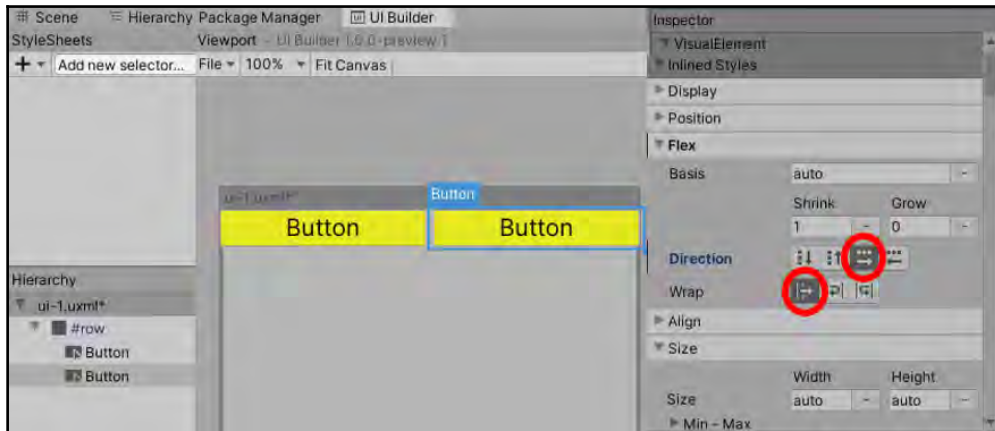 Scene Hierarchy Package Manager UI Builder
StyleSheets Viewport - UI Builder 1.0.0-preview.1
+ Add new selector... File 100% Fit Canvas
ui-1.uxml*
Button
Button Button
Hierarchy
ui-1.uxml*
#row
Button
Button
Inspector
VisualElement
Inlined Styles
Display
Position
Flex
Basis auto
Shrink Grow
1 0
Direction
Wrap
Align
Size
Width Height
Size auto auto
Min - Max